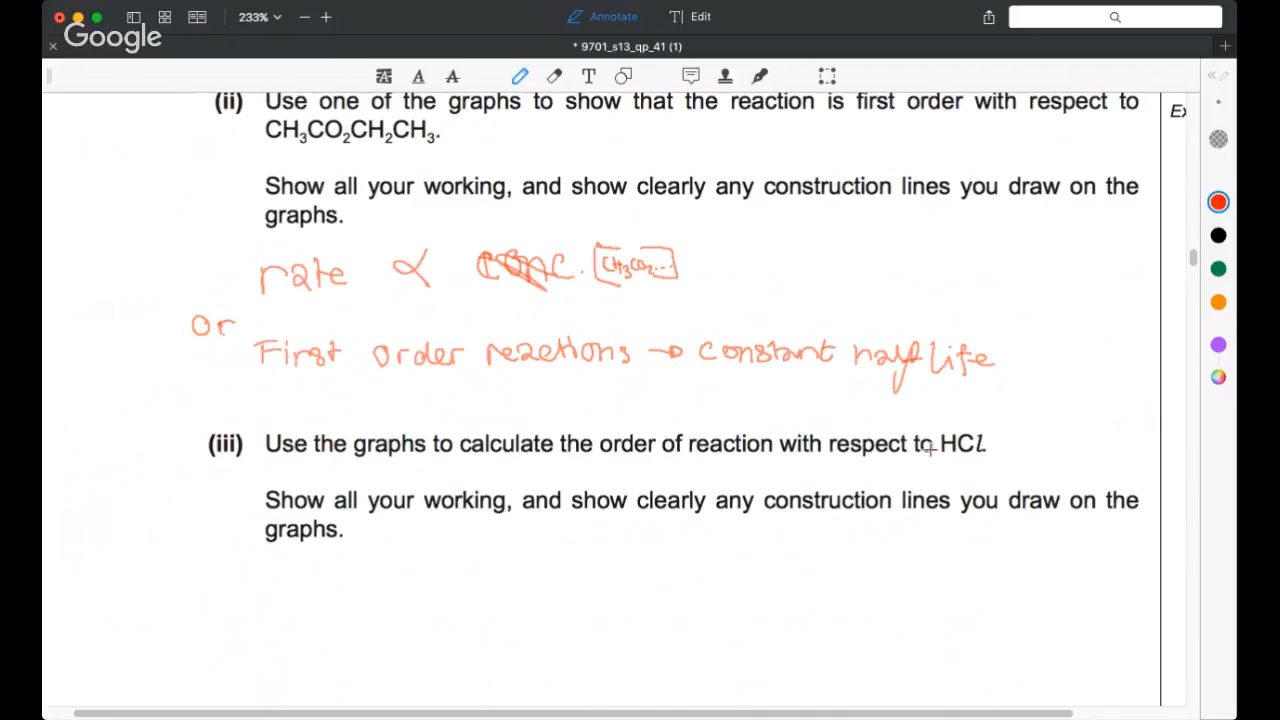 233%
Annotate
Edit
Google
* 9701_s13_qp_41 (1)
(ii) Use one of the graphs to show that the reaction is first order with respect to
CH3CO2CH2CH3.
Ex
Show all your working, and show clearly any construction lines you draw on the
graphs.
rate ∝ conc. [CH3CO2...]
Or
First order reactions → constant half life
(iii) Use the graphs to calculate the order of reaction with respect to HCl.
Show all your working, and show clearly any construction lines you draw on the
graphs.